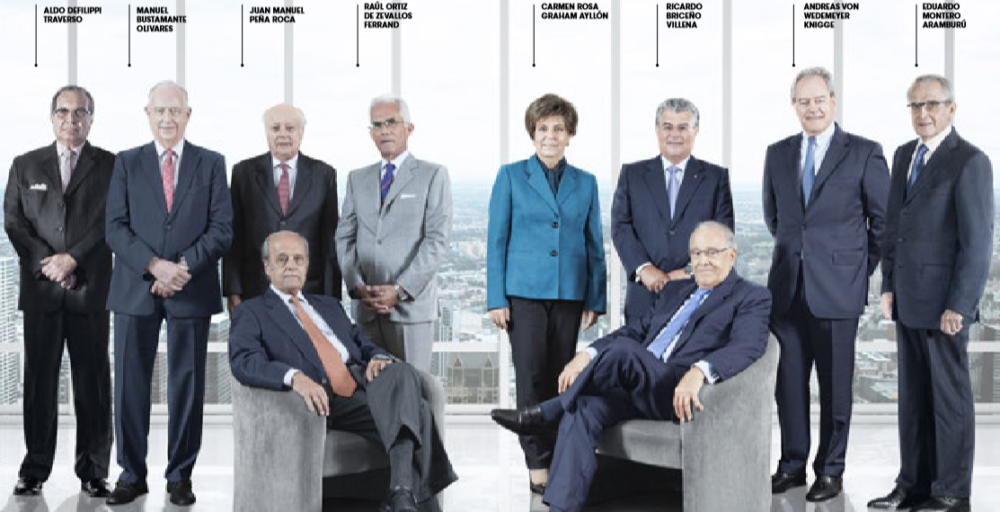 ALDO DEFILIPPI
TRAVERSO
MANUEL
BUSTAMANTE
OLIVARES
JUAN MANUEL
PEÑA ROCA
RAÚL ORTIZ
DE ZEVALLOS
FERRAND
CARMEN ROSA
GRAHAM AYLLÓN
RICARDO
BRICEÑO
VILLENA
ANDREAS VON
WEDEMEYER
KNIGGE
EDUARDO
MONTERO
ARAMBURÚ